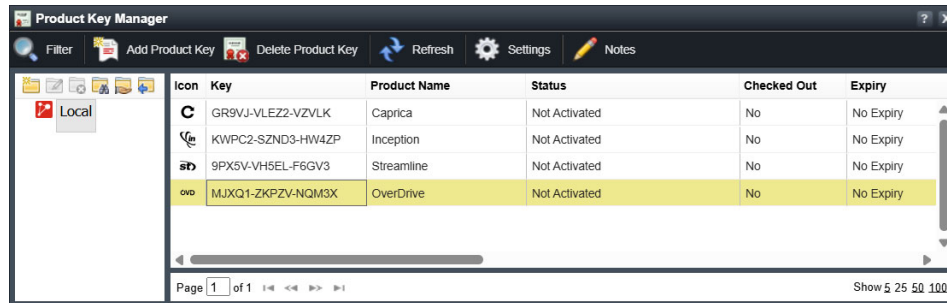 Product Key Manager ?
Filter Add Product Key Delete Product Key Refresh Settings Notes
Local
Icon Key Product Name Status Checked Out Expiry
C GR9VJ-VLEZ2-VZVLK Caprica Not Activated No No Expiry
in KWPC2-SZND3-HW4ZP Inception Not Activated No No Expiry
st 9PX5V-VH5EL-F6GV3 Streamline Not Activated No No Expiry
OVD MJXQ1-ZKPZV-NQM3X OverDrive Not Activated No No Expiry
Page 1 of 1 Show 5 25 50 100